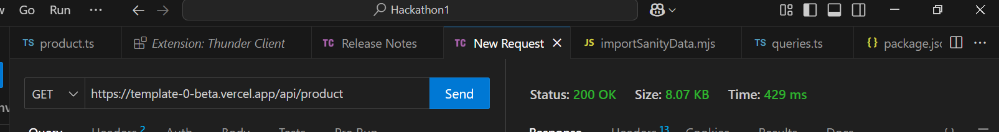 Go Run ··· Hackathon1
TS product.ts Extension: Thunder Client TC Release Notes TC New Request JS importSanityData.mjs TS queries.ts {} package.jso ···
GET https://template-0-beta.vercel.app/api/product Send Status: 200 OK Size: 8.07 KB Time: 429 ms
Query Headers 2 Auth Body Tests Pre Run Response Headers 13 Cookies Results Docs {}